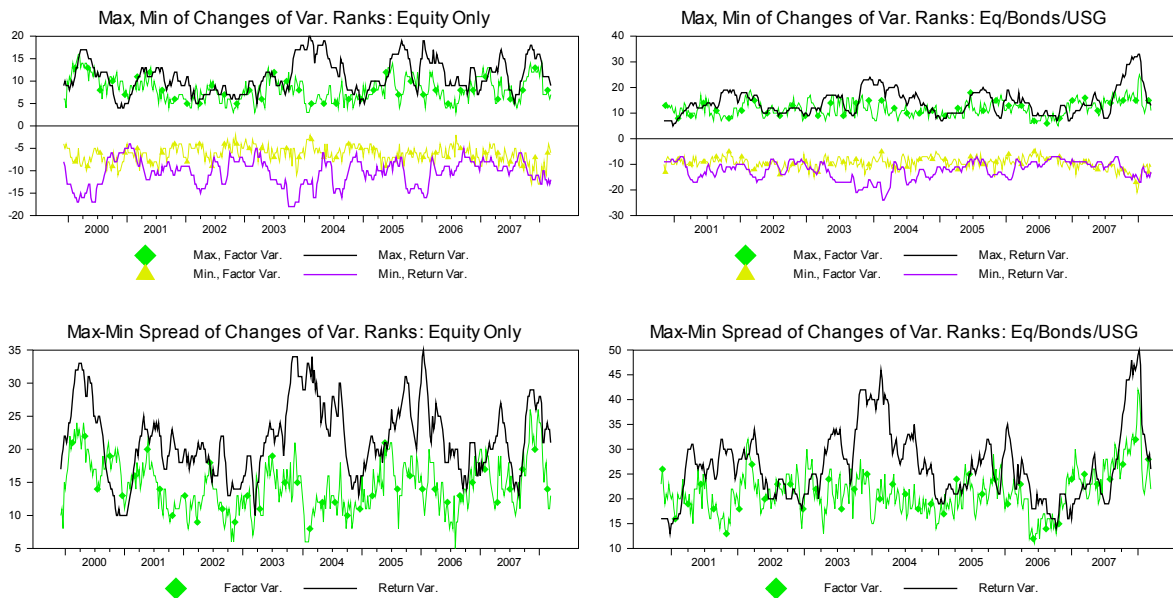 Max, Min of Changes of Var. Ranks: Equity Only
20
15
10
5
0
-5
-10
-15
-20
2000 2001 2002 2003 2004 2005 2006 2007
Max., Factor Var. Max., Return Var.
Min., Factor Var. Min., Return Var.
Max, Min of Changes of Var. Ranks: Eq/Bonds/USG
40
30
20
10
0
-10
-20
-30
2001 2002 2003 2004 2005 2006 2007
Max., Factor Var. Max., Return Var.
Min., Factor Var. Min., Return Var.
Max-Min Spread of Changes of Var. Ranks: Equity Only
35
30
25
20
15
10
5
2000 2001 2002 2003 2004 2005 2006 2007
Factor Var. Return Var.
Max-Min Spread of Changes of Var. Ranks: Eq/Bonds/USG
50
45
40
35
30
25
20
15
10
2001 2002 2003 2004 2005 2006 2007
Factor Var. Return Var.